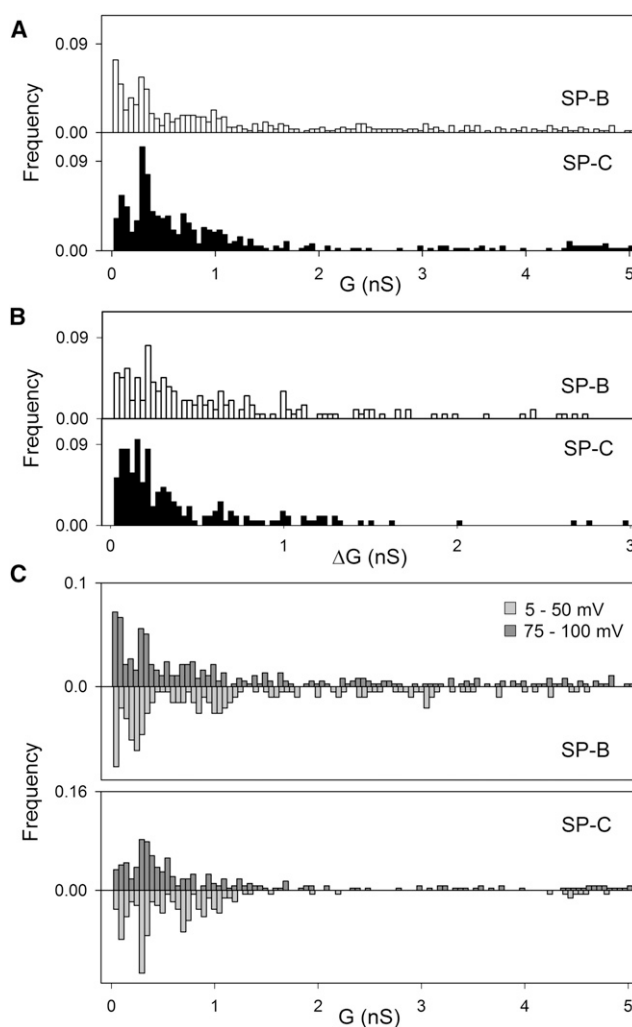 A
0.09
SP-B
Frequency
0.00
0.09
SP-C
0.00
0 1 2 3 4 5
G (nS)
B
0.09
SP-B
Frequency
0.00
0.09
SP-C
0.00
0 1 2 3
ΔG (nS)
C
0.1
5 - 50 mV
75 - 100 mV
0.0
SP-B
Frequency
0.16
SP-C
0.00
0 1 2 3 4 5
G (nS)